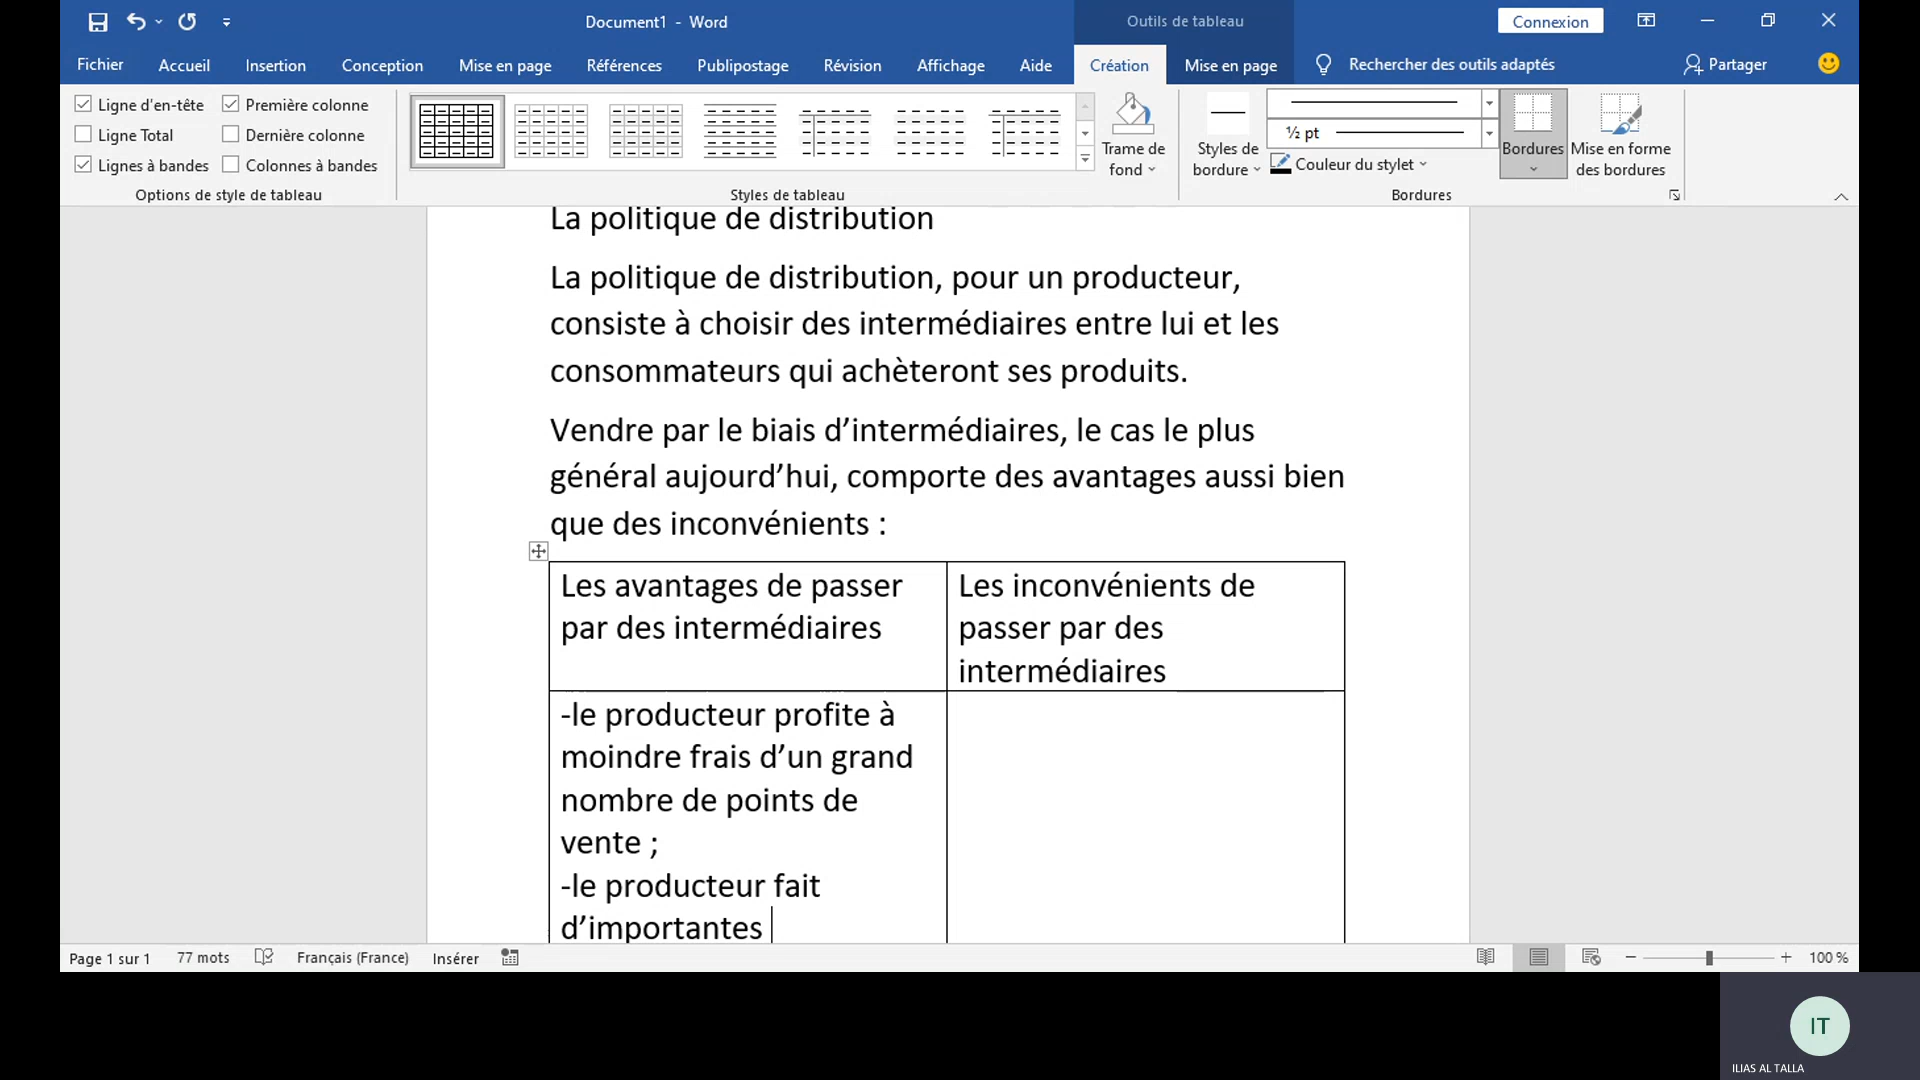 Document1 - Word
Outils de tableau
Connexion
Fichier Accueil Insertion Conception Mise en page Références Publipostage Révision Affichage Aide Création Mise en page Rechercher des outils adaptés Partager
Ligne d'en-tête Première colonne
Ligne Total Dernière colonne
Lignes à bandes Colonnes à bandes
Options de style de tableau
Styles de tableau
Trame de
fond
Styles de
bordure
½ pt
Couleur du stylet
Bordures
Mise en forme
des bordures
Bordures
La politique de distribution
La politique de distribution, pour un producteur,
consiste à choisir des intermédiaires entre lui et les
consommateurs qui achèteront ses produits.
Vendre par le biais d’intermédiaires, le cas le plus
général aujourd’hui, comporte des avantages aussi bien
que des inconvénients :
Les avantages de passer
par des intermédiaires
Les inconvénients de
passer par des
intermédiaires
-le producteur profite à
moindre frais d’un grand
nombre de points de
vente ;
-le producteur fait
d’importantes
Page 1 sur 1 77 mots Français (France) Insérer 100 %
IT
ILIAS AL TALLA